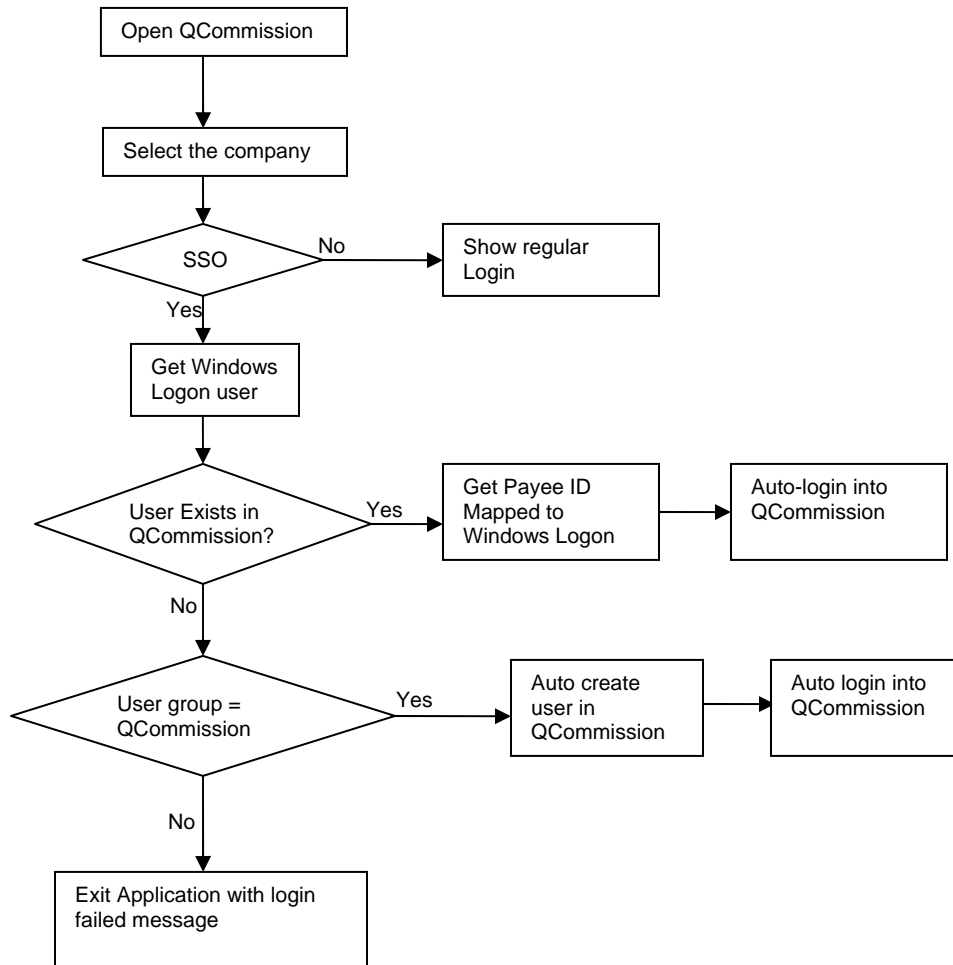 Open QCommission
Select the company
SSO
No
Show regular
Login
Yes
Get Windows
Logon user
User Exists in
QCommission?
Yes
Get Payee ID
Mapped to
Windows Logon
Auto-login into
QCommission
No
User group =
QCommission
Yes
Auto create
user in
QCommission
Auto login into
QCommission
No
Exit Application with login
failed message